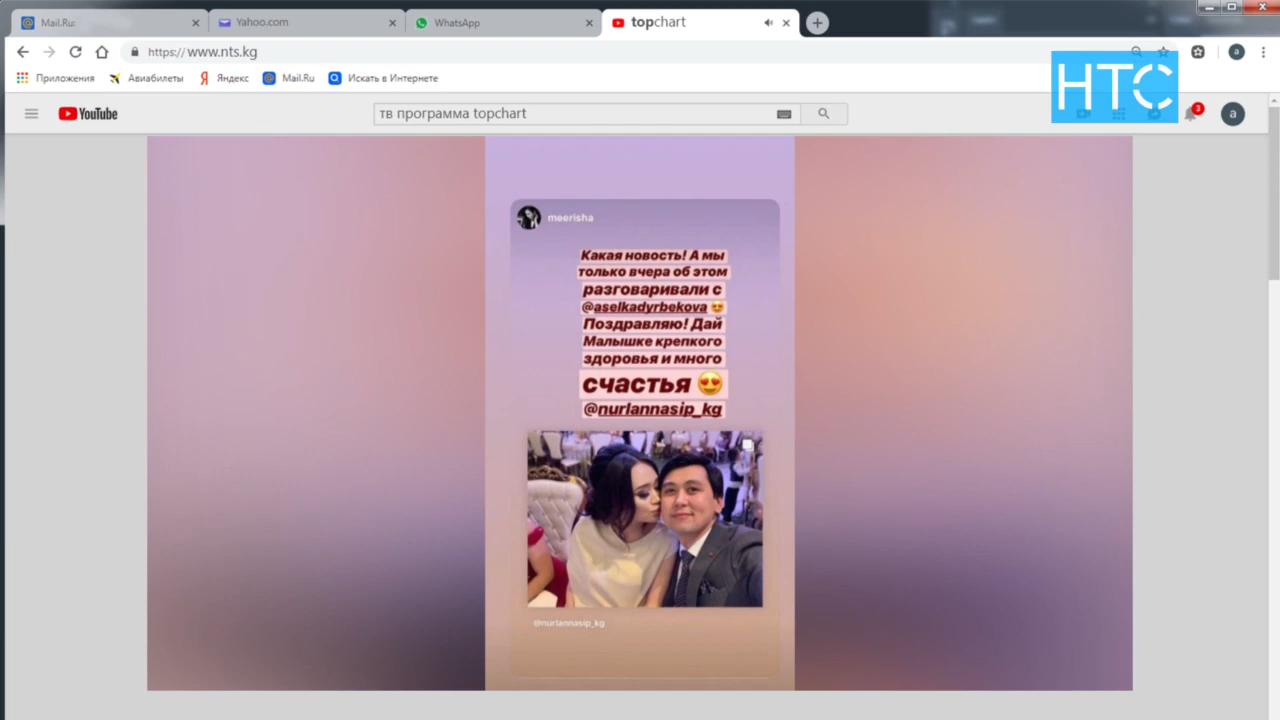 Mail.Ru:
Yahoo.com
WhatsApp
topchart
https://www.nts.kg
Приложения
Авиабилеты
Яндекс
Mail.Ru
Искать в Интернете
НТС
YouTube
тв программа topchart
3
a
a
meerisha
Какая новость! А мы
только вчера об этом
разговаривали с
@aselkadyrbekova 😍
Поздравляю! Дай
Малышке крепкого
здоровья и много
счастья 😍
@nurlannasip_kg
@nurlannasip_kg